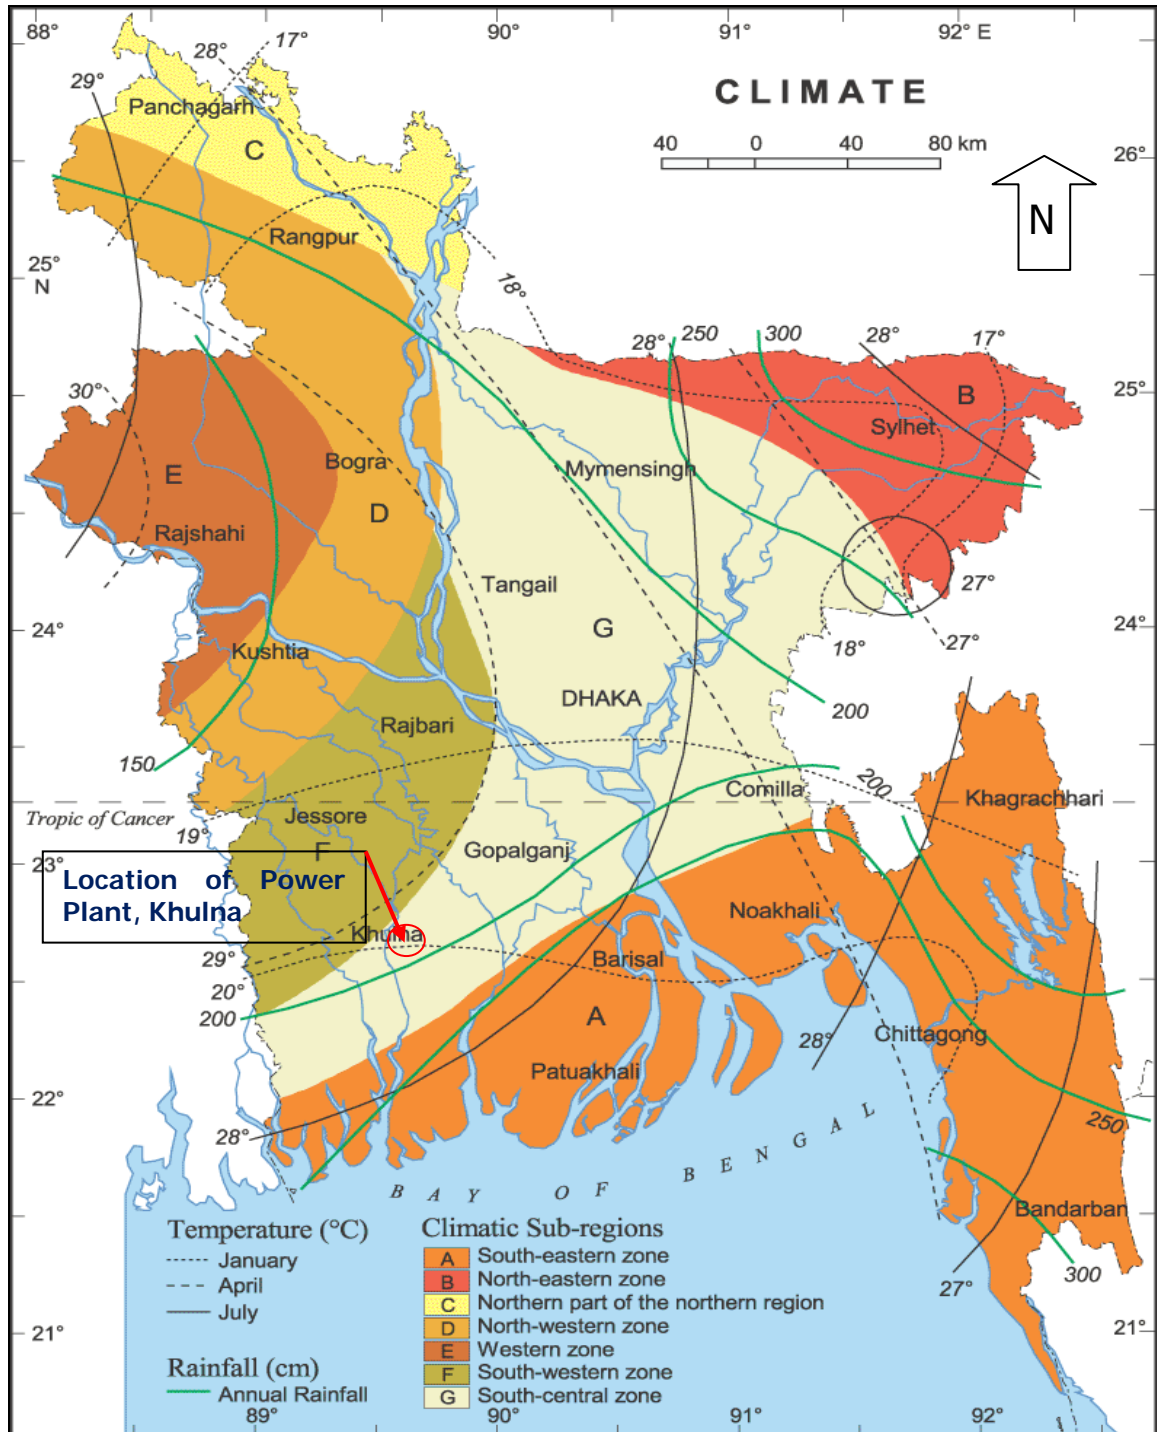 88°
90°
91°
92° E
17°
28°
29°
CLIMATE
Panchagarh
C
40 0 40 80 km
26°
N
Rangpur
25°
N
18°
28° 250 300 28° 17°
30°
25°
B
Sylhet
Bogra
Mymensingh
E
D
Rajshahi
Tangail
27°
24°
G
24°
Kushtia
18°
27°
DHAKA
200
Rajbari
150
200
Comilla
Khagrachhari
Tropic of Cancer
Jessore
19°
F
Gopalganj
23°
23°
Location of Power
Plant, Khulna
Noakhali
Khulna
29°
Barisal
20°
200
A
28°
Chittagong
Patuakhali
22°
22°
28°
250
BAY OF BENGAL
Bandarban
Temperature (°C)
January
April
July
Rainfall (cm)
Annual Rainfall
Climatic Sub-regions
A South-eastern zone
B North-eastern zone
C Northern part of the northern region
D North-western zone
E Western zone
F South-western zone
G South-central zone
27°
300
21°
21°
89°
90°
91°
92°